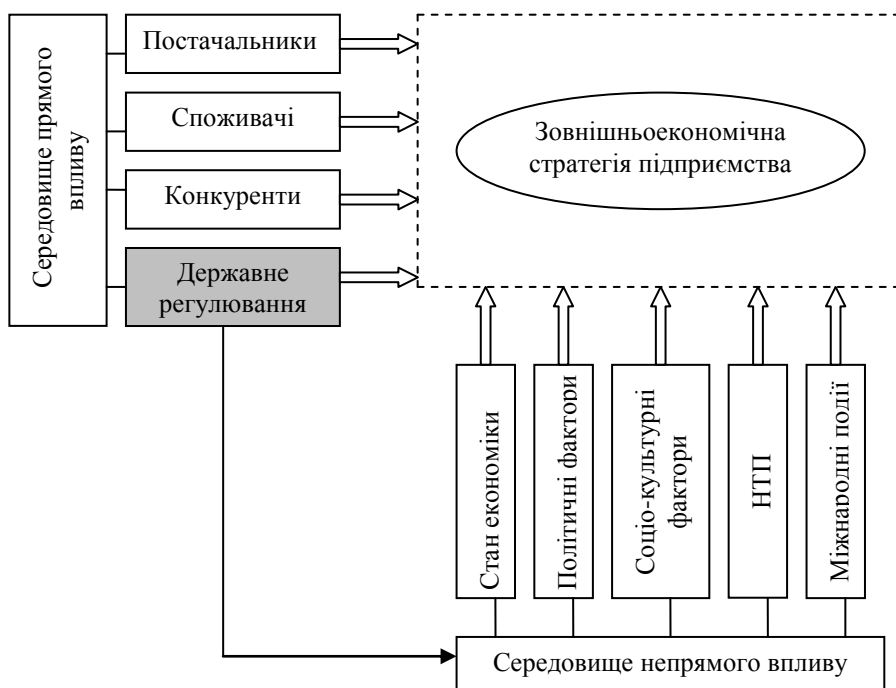 Середовище прямого
впливу
Постачальники
Споживачі
Конкуренти
Державне
регулювання
Зовнішньоекономічна
стратегія підприємства
Стан економіки
Політичні фактори
Соціо-культурні
фактори
НТП
Міжнародні події
Середовище непрямого впливу